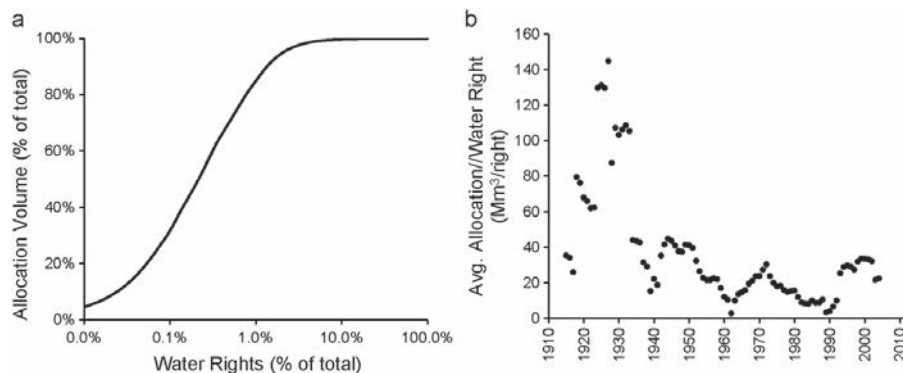 a
100%
80%
60%
40%
20%
0%
Allocation Volume (% of total)
0.0% 0.1% 1.0% 10.0% 100.0%
Water Rights (% of total)
b
160
140
120
100
80
60
40
20
0
Avg. Allocation//Water Right
(Mm³/right)
1910 1920 1930 1940 1950 1960 1970 1980 1990 2000 2010